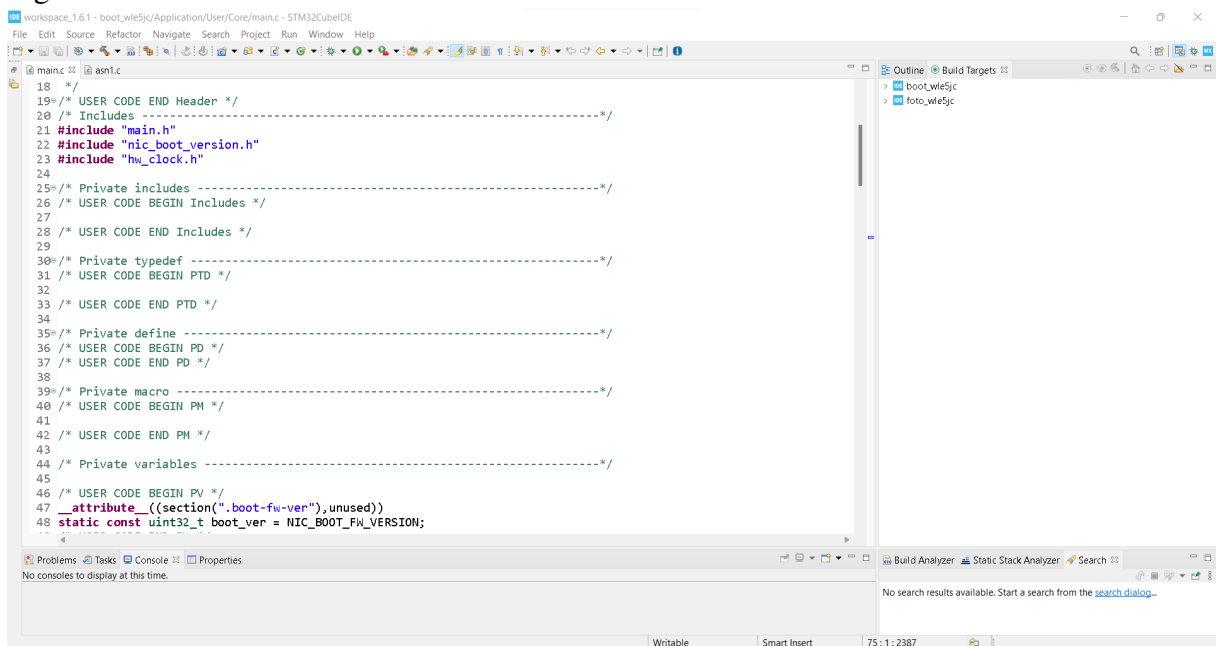 IDE workspace_1.6.1 - boot_wle5jc/Application/User/Core/main.c - STM32CubeIDE
File Edit Source Refactor Navigate Search Project Run Window Help
main.c asn1.c
18 */
19 /* USER CODE END Header */
20 /* Includes ------------------------------------------------------------------*/
21 #include "main.h"
22 #include "nic_boot_version.h"
23 #include "hw_clock.h"
24
25 /* Private includes ----------------------------------------------------------*/
26 /* USER CODE BEGIN Includes */
27
28 /* USER CODE END Includes */
29
30 /* Private typedef -----------------------------------------------------------*/
31 /* USER CODE BEGIN PTD */
32
33 /* USER CODE END PTD */
34
35 /* Private define ------------------------------------------------------------*/
36 /* USER CODE BEGIN PD */
37 /* USER CODE END PD */
38
39 /* Private macro -------------------------------------------------------------*/
40 /* USER CODE BEGIN PM */
41
42 /* USER CODE END PM */
43
44 /* Private variables ---------------------------------------------------------*/
45
46 /* USER CODE BEGIN PV */
47 __attribute__((section(".boot-fw-ver"),unused))
48 static const uint32_t boot_ver = NIC_BOOT_FW_VERSION;
Outline Build Targets
IDE boot_wle5jc
IDE foto_wle5jc
Problems Tasks Console Properties
No consoles to display at this time.
Build Analyzer Static Stack Analyzer Search
No search results available. Start a search from the search dialog...
Writable Smart Insert 75 : 1 : 2387